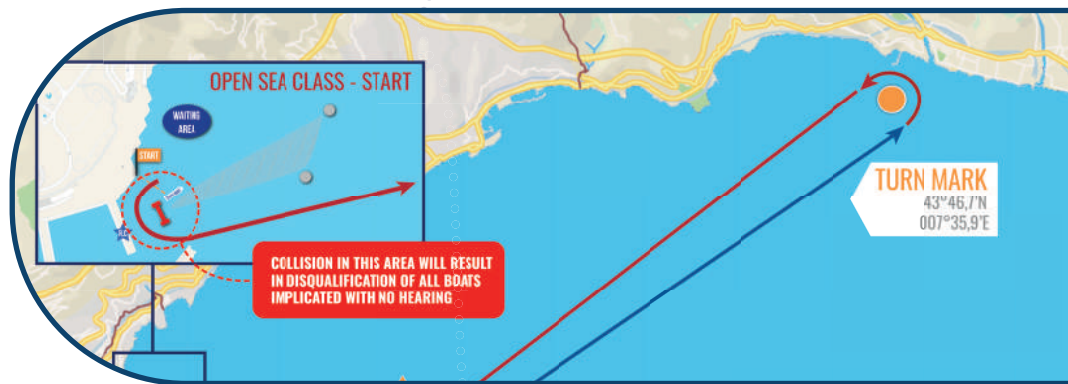 OPEN SEA CLASS - START
WAITING
AREA
START
COLLISION IN THIS AREA WILL RESULT
IN DISQUALIFICATION OF ALL BOATS
IMPLICATED WITH NO HEARING
TURN MARK
43°46,7'N
007°35,9'E